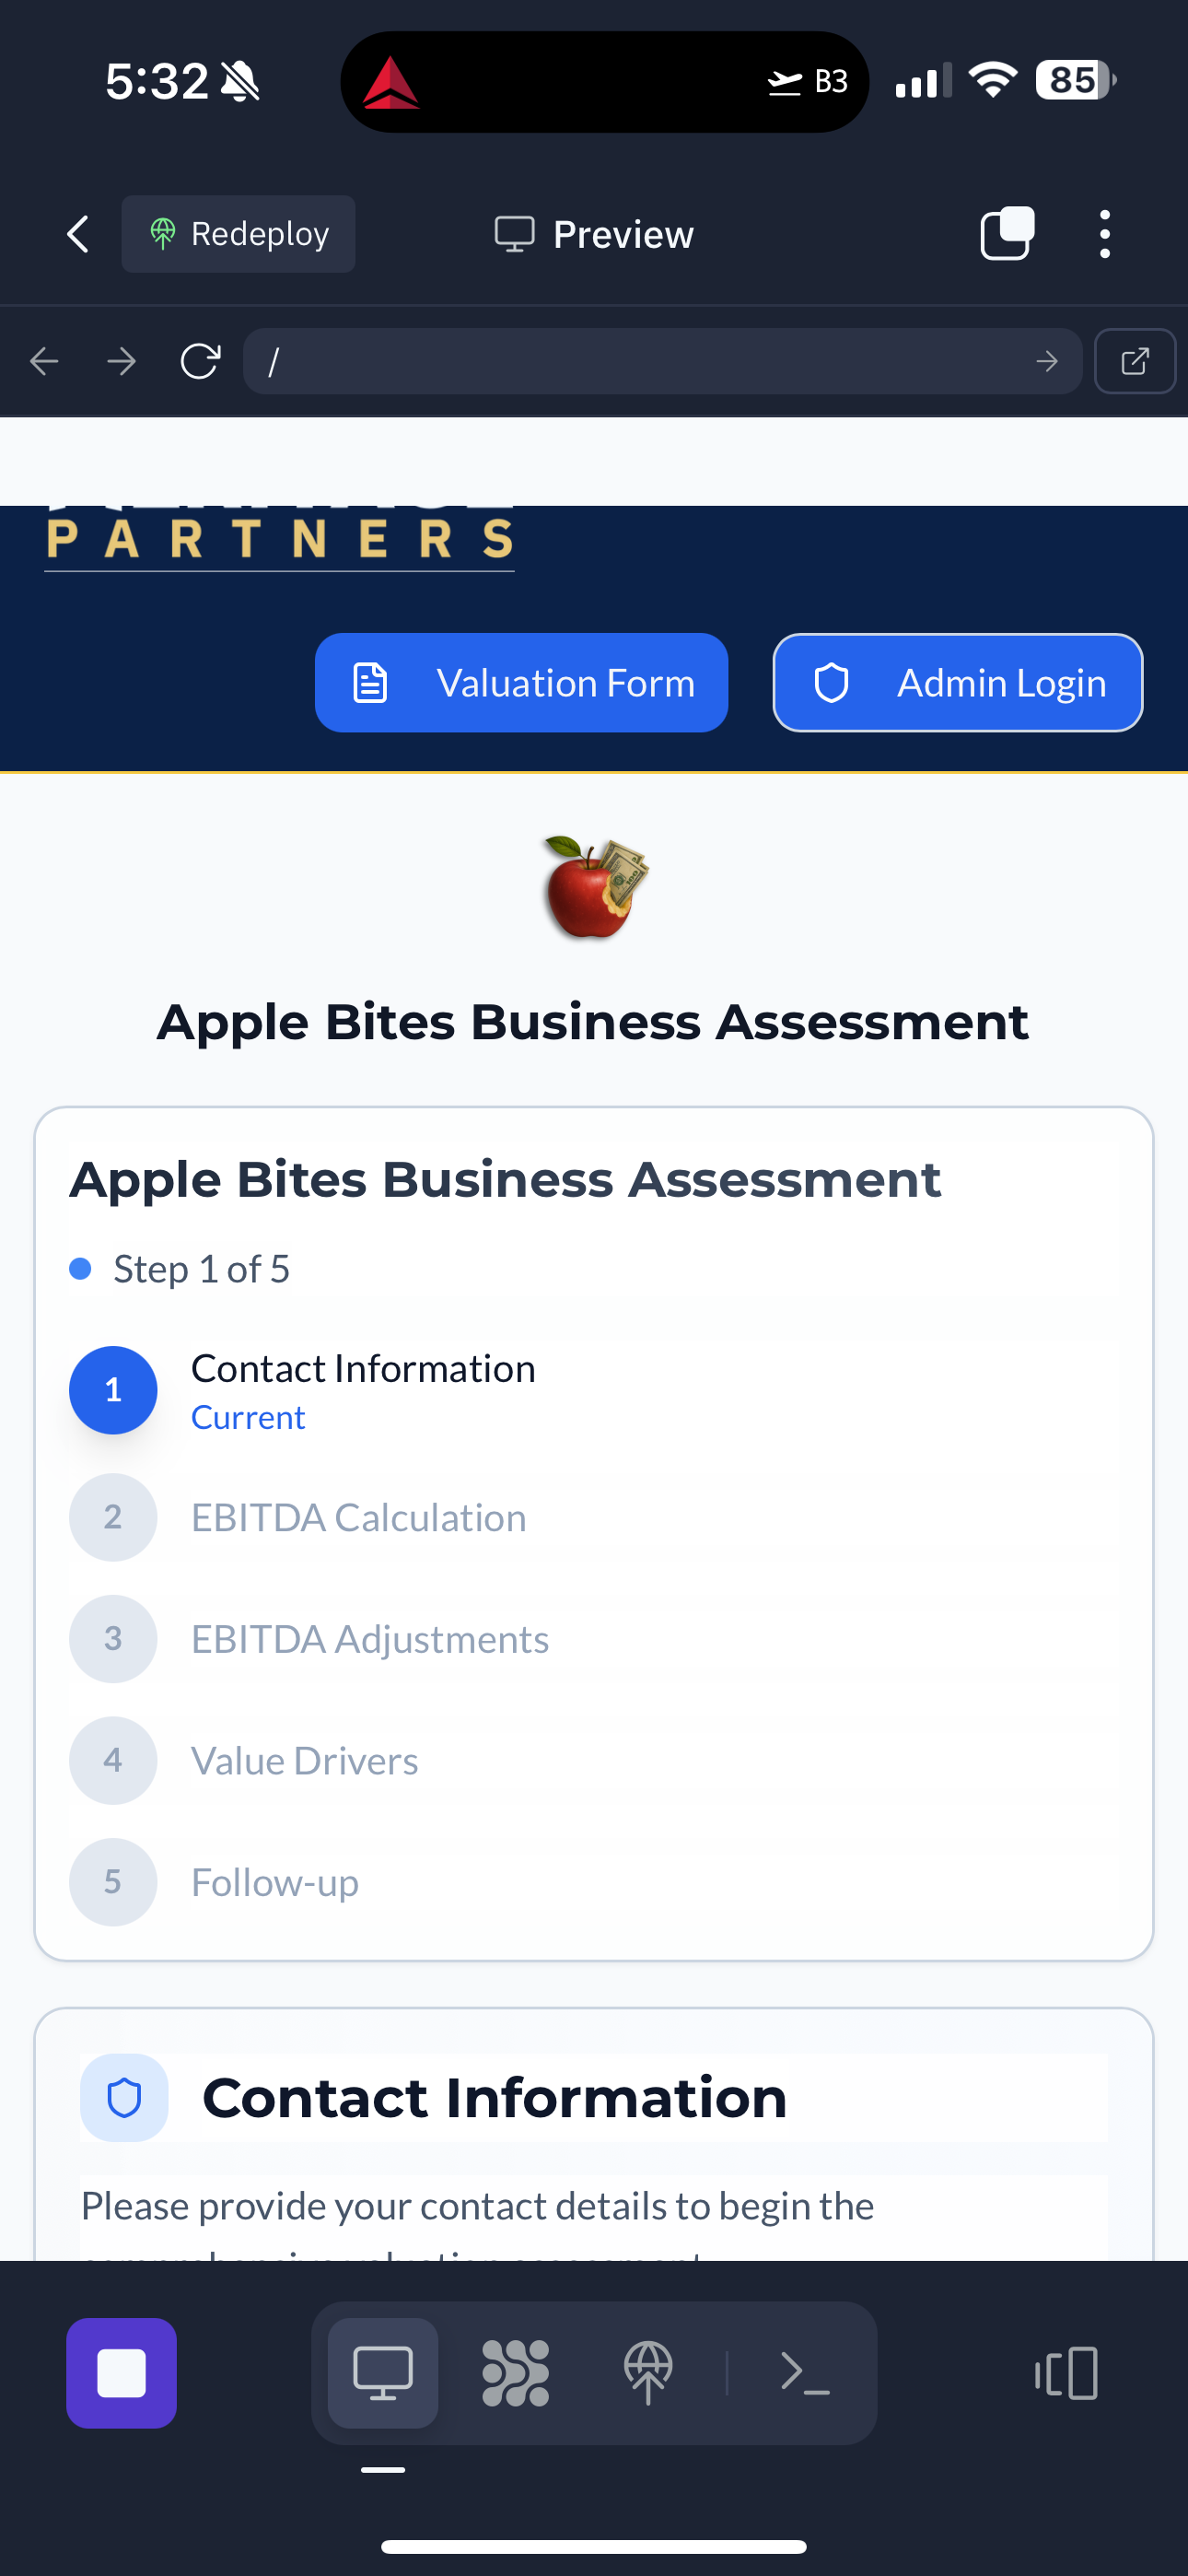 5:32
B3
85
Redeploy
Preview
/
PARTNERS
Valuation Form
Admin Login
Apple Bites Business Assessment
Apple Bites Business Assessment
Step 1 of 5
1
Contact Information
Current
2
EBITDA Calculation
3
EBITDA Adjustments
4
Value Drivers
5
Follow-up
Contact Information
Please provide your contact details to begin the